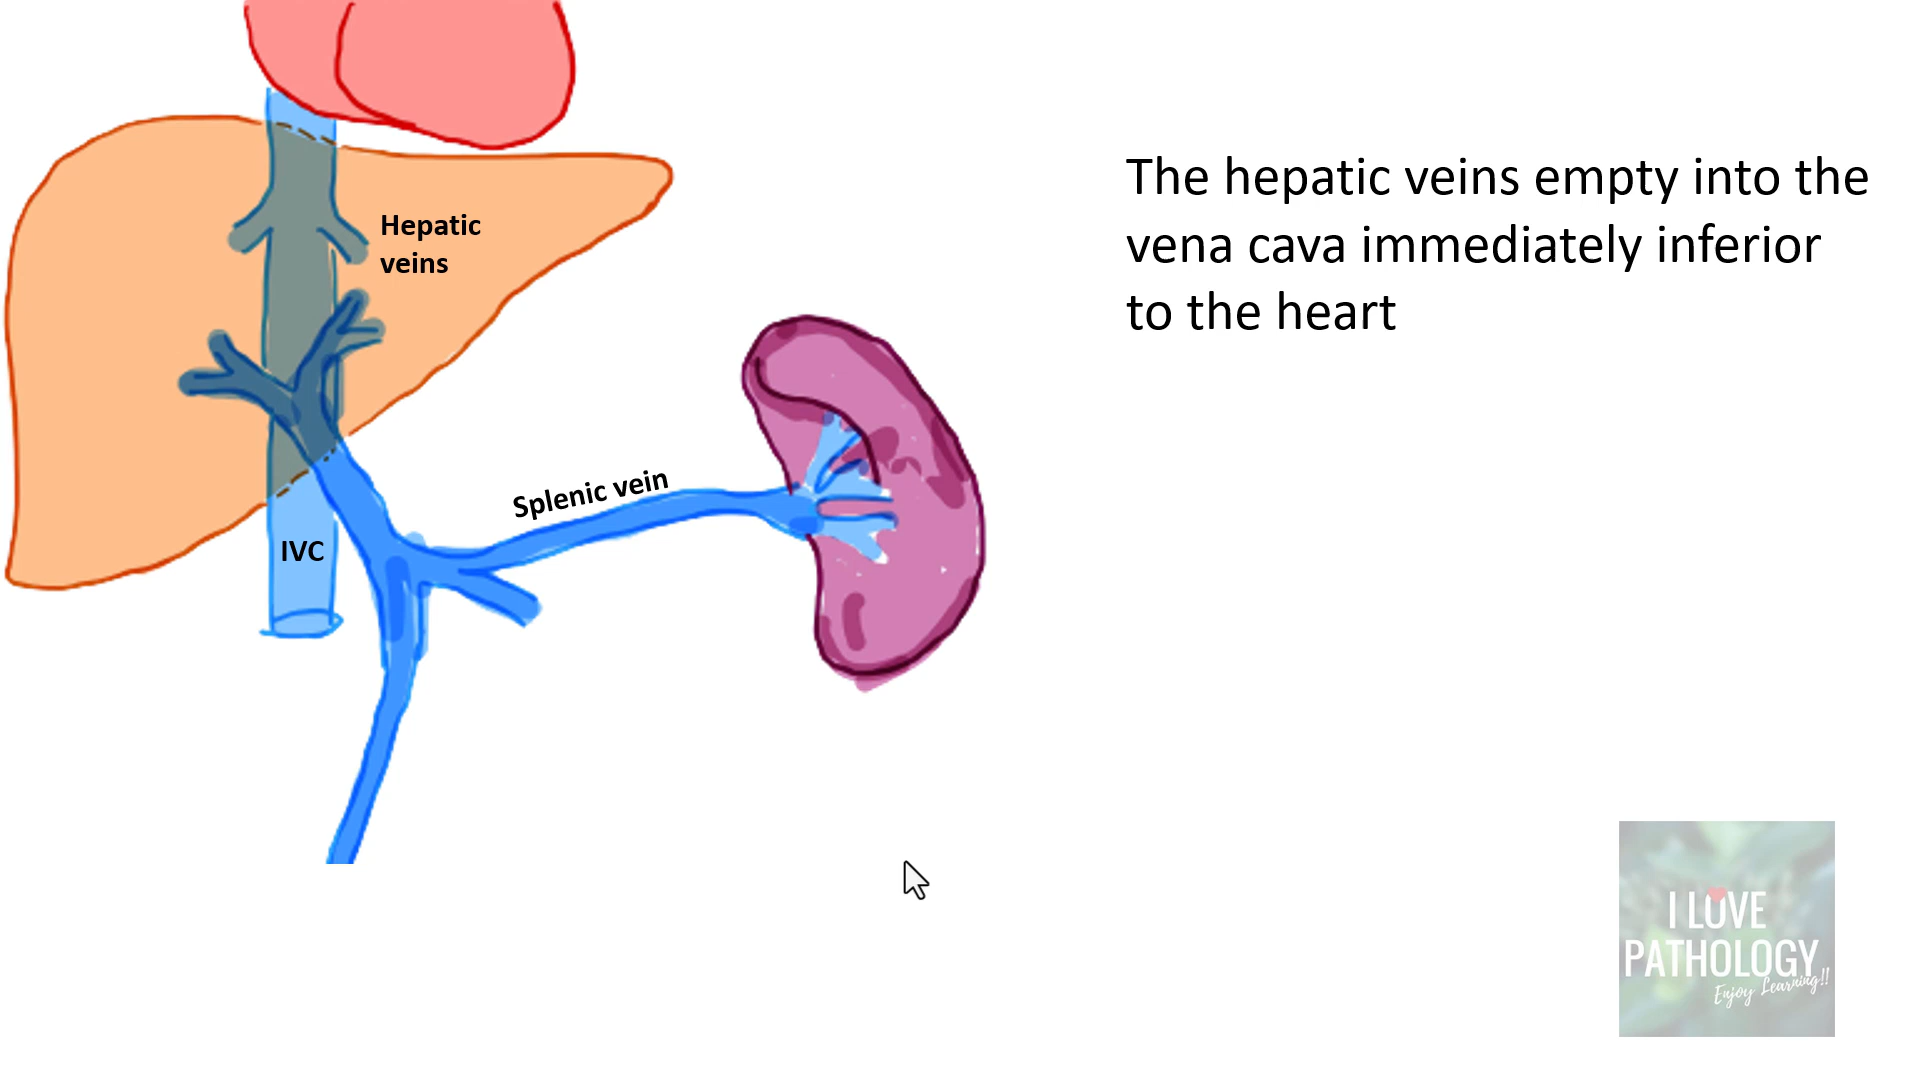 Hepatic
veins
Splenic vein
IVC
The hepatic veins empty into the
vena cava immediately inferior
to the heart
I LOVE
PATHOLOGY
Enjoy Learning!!